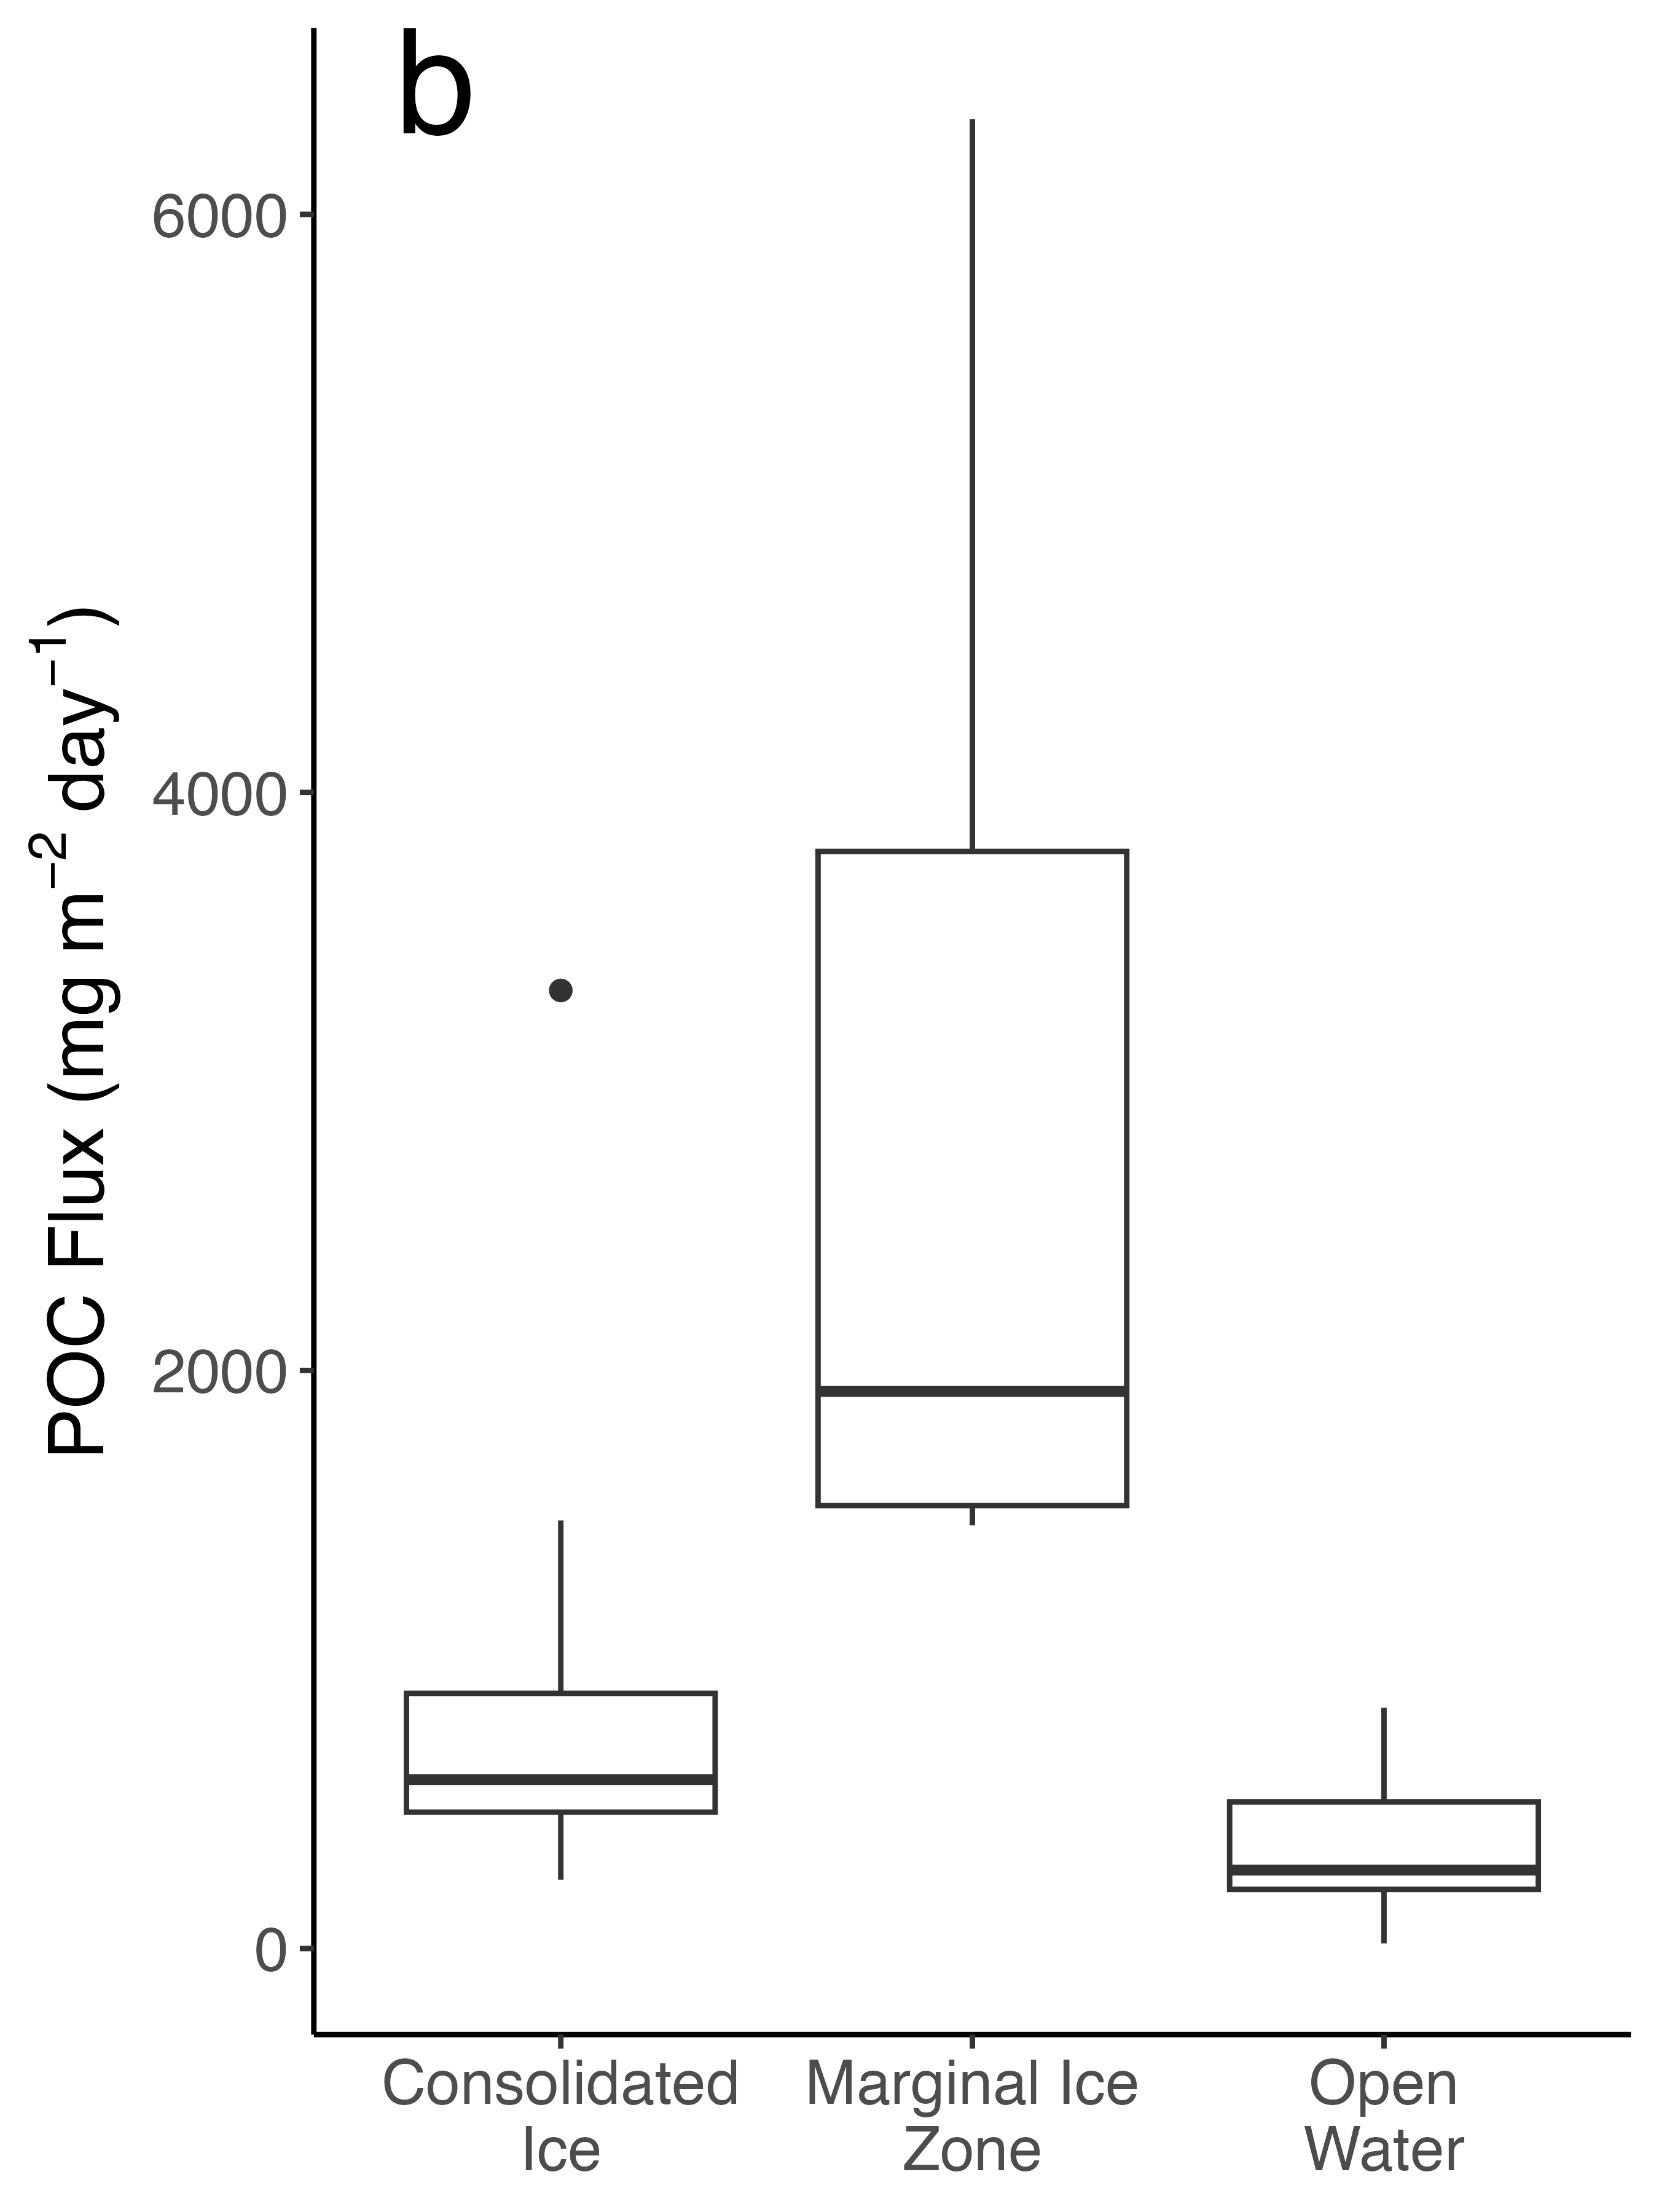 b
POC Flux (mg m⁻² day⁻¹)
6000
4000
2000
0
Consolidated
Ice
Marginal Ice
Zone
Open
Water